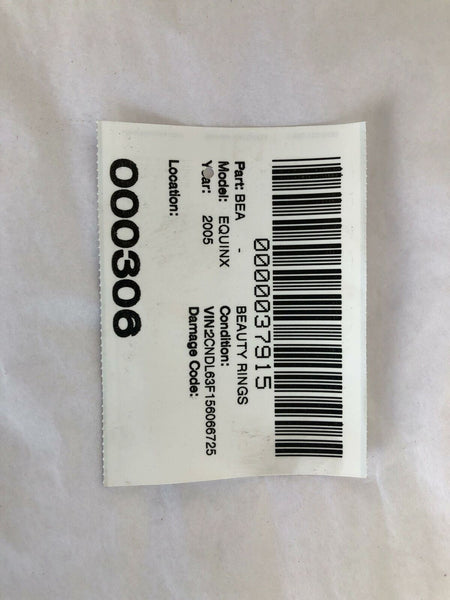 0000037915
Part: BEA - BEAUTY RINGS
Model: EQUINX Condition:
Year: 2005 VIN:2CNDL63F156066725
Damage Code:
Location:
000306